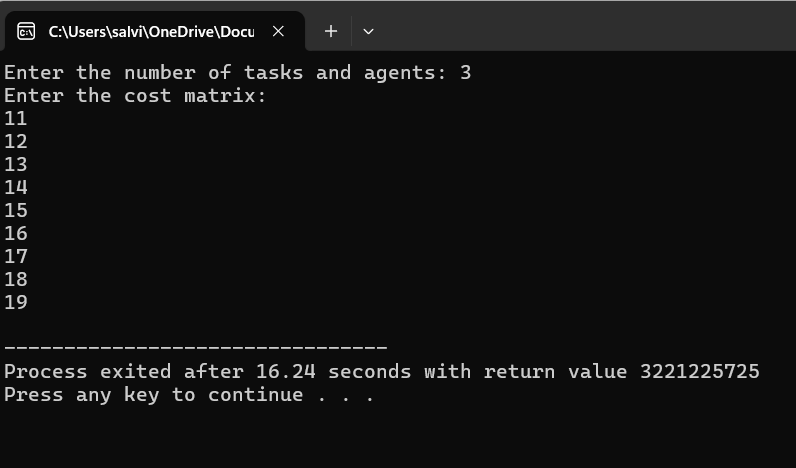 C:\Users\salvi\OneDrive\Docu
Enter the number of tasks and agents: 3
Enter the cost matrix:
11
12
13
14
15
16
17
18
19
--------------------------------
Process exited after 16.24 seconds with return value 3221225725
Press any key to continue . . .